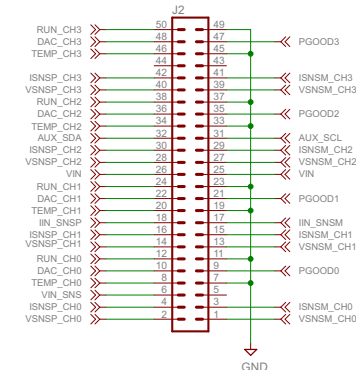 J2
RUN_CH3 50 49
DAC_CH3 48 47 PGOOD3
TEMP_CH3 46 45
44 43
ISNSP_CH3 42 41 ISNSM_CH3
VSNSP_CH3 40 39 VSNSM_CH3
RUN_CH2 38 37
DAC_CH2 36 35 PGOOD2
TEMP_CH2 34 33
AUX_SDA 32 31 AUX_SCL
ISNSP_CH2 30 29 ISNSM_CH2
VSNSP_CH2 28 27 VSNSM_CH2
VIN 26 25 VIN
RUN_CH1 24 23
DAC_CH1 22 21 PGOOD1
TEMP_CH1 20 19
IIN_SNSP 18 17 IIN_SNSM
ISNSP_CH1 16 15 ISNSM_CH1
VSNSP_CH1 14 13 VSNSM_CH1
RUN_CH0 12 11
DAC_CH0 10 9 PGOOD0
TEMP_CH0 8 7
VIN_SNS 6 5
ISNSP_CH0 4 3 ISNSM_CH0
VSNSP_CH0 2 1 VSNSM_CH0
GND